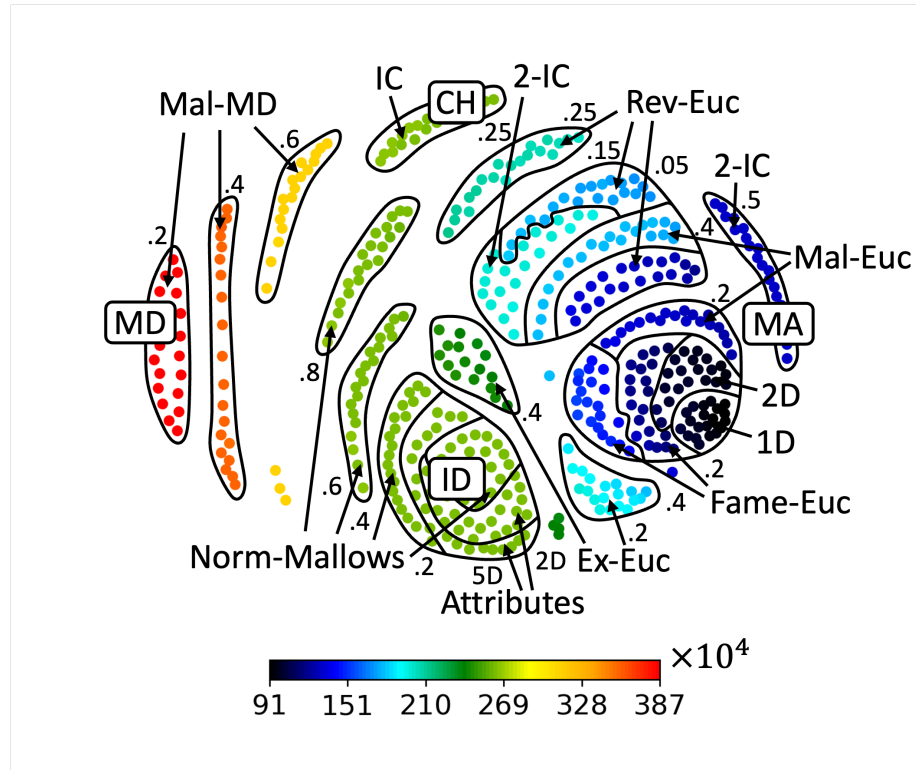 IC
2-IC
CH
Mal-MD
Rev-Euc
.6
.25
.25
.15
.05
2-IC
.4
.5
.2
.4
Mal-Euc
MD
.2
MA
.8
2D
.4
1D
ID
.6
.2
.4
Fame-Euc
.4
.2
Norm-Mallows
.2
5D
2D
Ex-Euc
Attributes
×10⁴
91 151 210 269 328 387